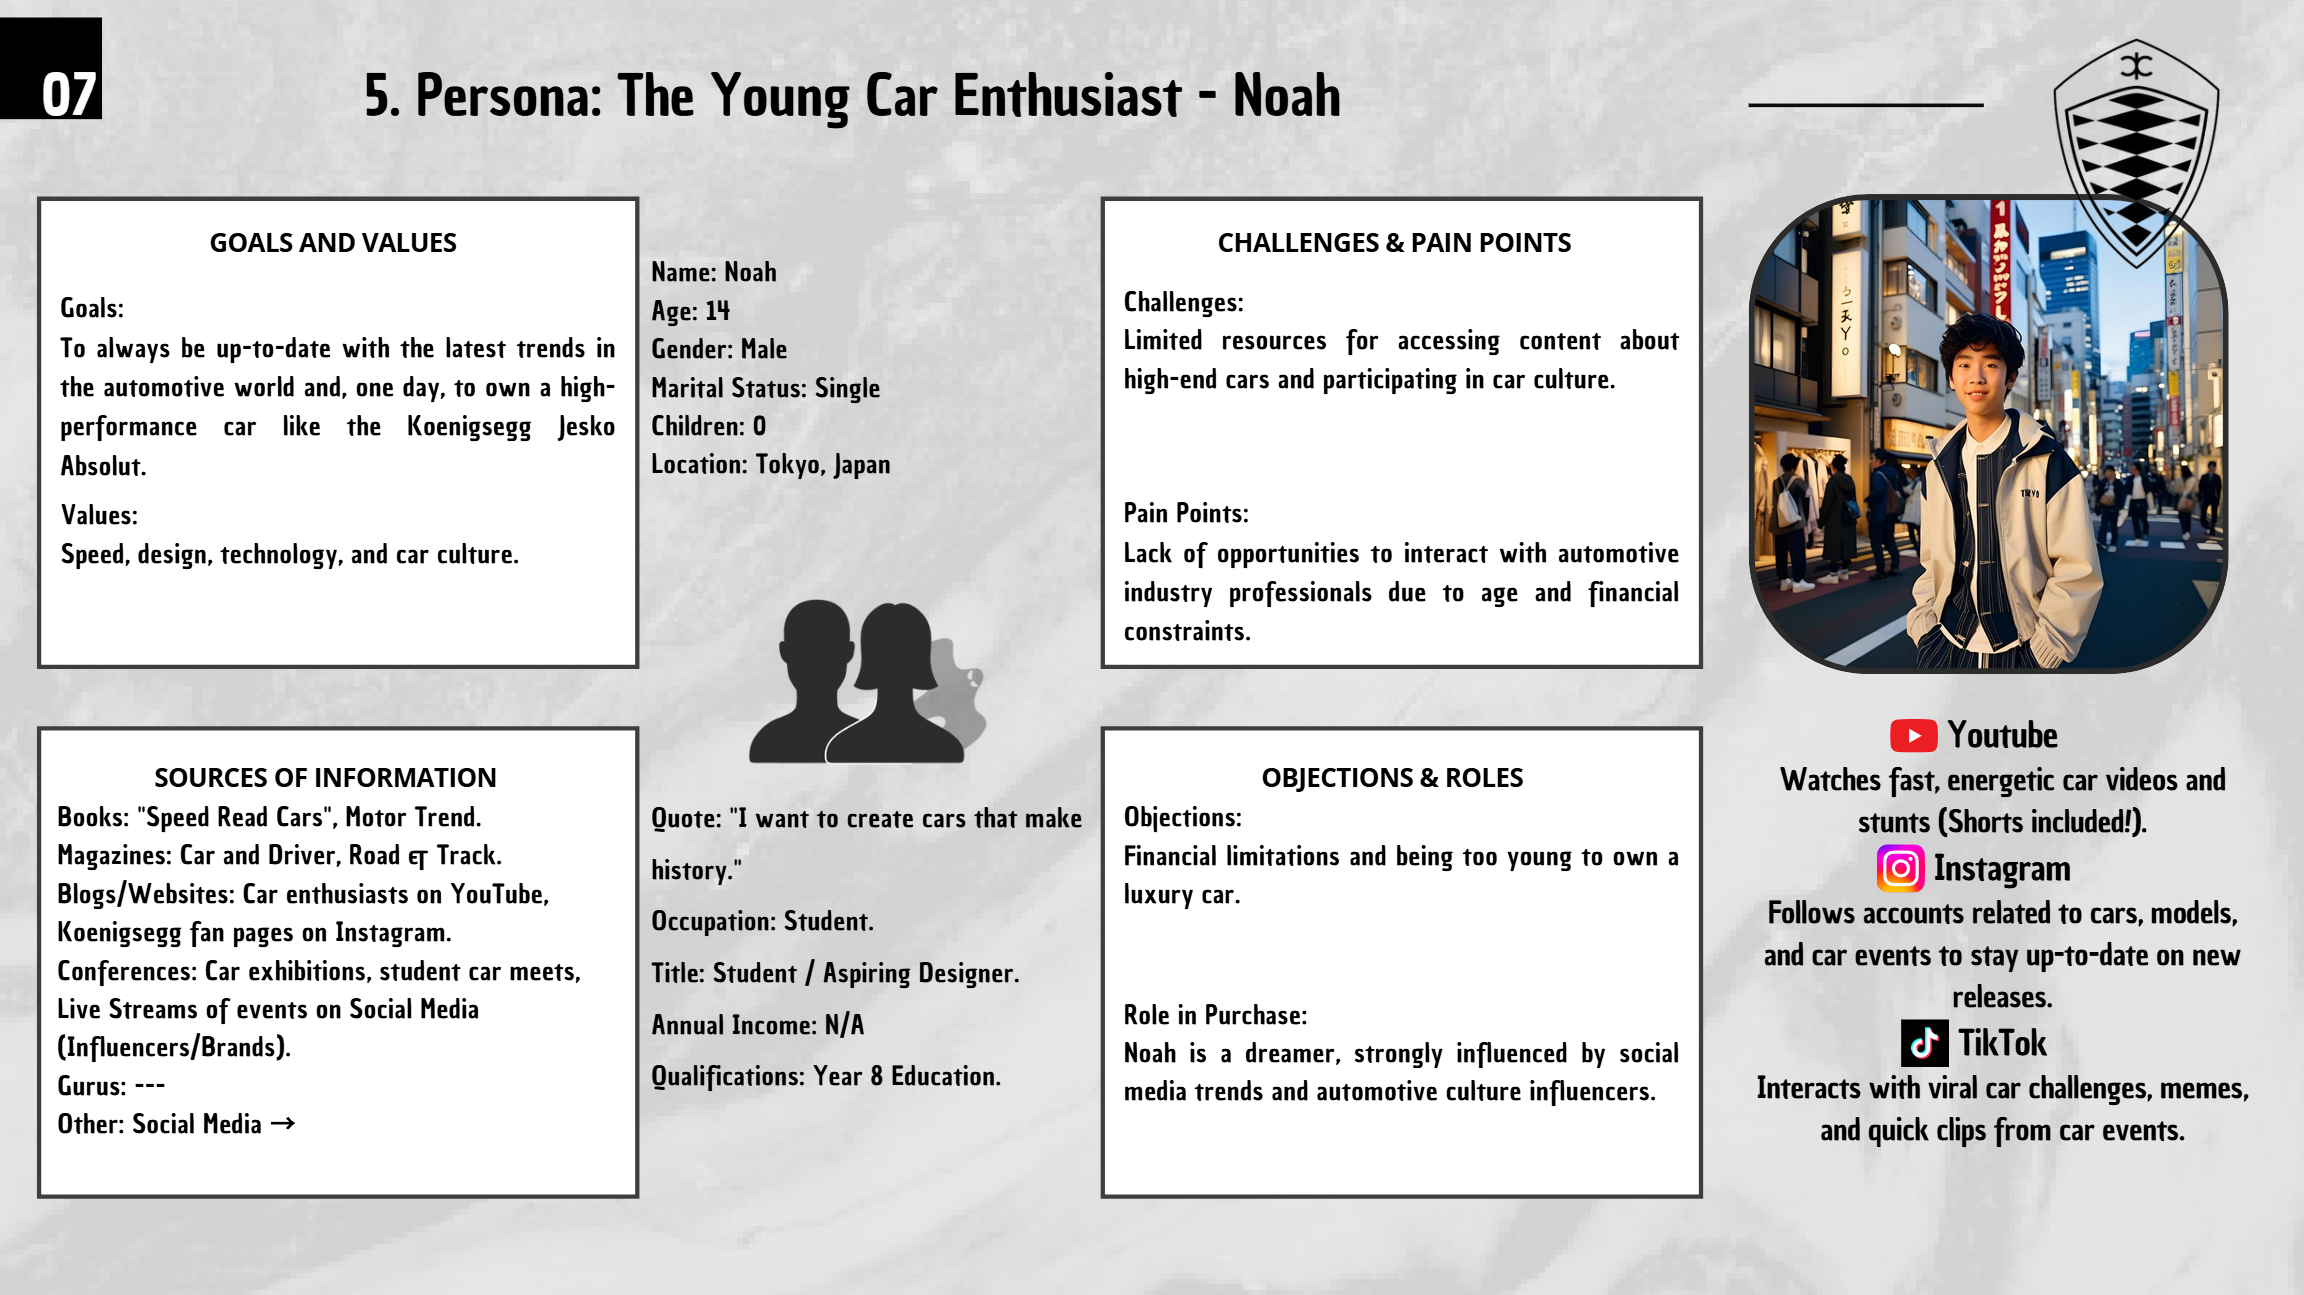 07
5. Persona: The Young Car Enthusiast - Noah
GOALS AND VALUES
Goals:
To always be up-to-date with the latest trends in
the automotive world and, one day, to own a high-
performance car like the Koenigsegg Jesko
Absolut.
Values:
Speed, design, technology, and car culture.
Name: Noah
Age: 14
Gender: Male
Marital Status: Single
Children: 0
Location: Tokyo, Japan
CHALLENGES & PAIN POINTS
Challenges:
Limited resources for accessing content about
high-end cars and participating in car culture.
Pain Points:
Lack of opportunities to interact with automotive
industry professionals due to age and financial
constraints.
SOURCES OF INFORMATION
Books: "Speed Read Cars", Motor Trend.
Magazines: Car and Driver, Road & Track.
Blogs/Websites: Car enthusiasts on YouTube,
Koenigsegg fan pages on Instagram.
Conferences: Car exhibitions, student car meets,
Live Streams of events on Social Media
(Influencers/Brands).
Gurus: ---
Other: Social Media →
Quote: "I want to create cars that make
history."
Occupation: Student.
Title: Student / Aspiring Designer.
Annual Income: N/A
Qualifications: Year 8 Education.
OBJECTIONS & ROLES
Objections:
Financial limitations and being too young to own a
luxury car.
Role in Purchase:
Noah is a dreamer, strongly influenced by social
media trends and automotive culture influencers.
Youtube
Watches fast, energetic car videos and
stunts (Shorts included!).
Instagram
Follows accounts related to cars, models,
and car events to stay up-to-date on new
releases.
TikTok
Interacts with viral car challenges, memes,
and quick clips from car events.